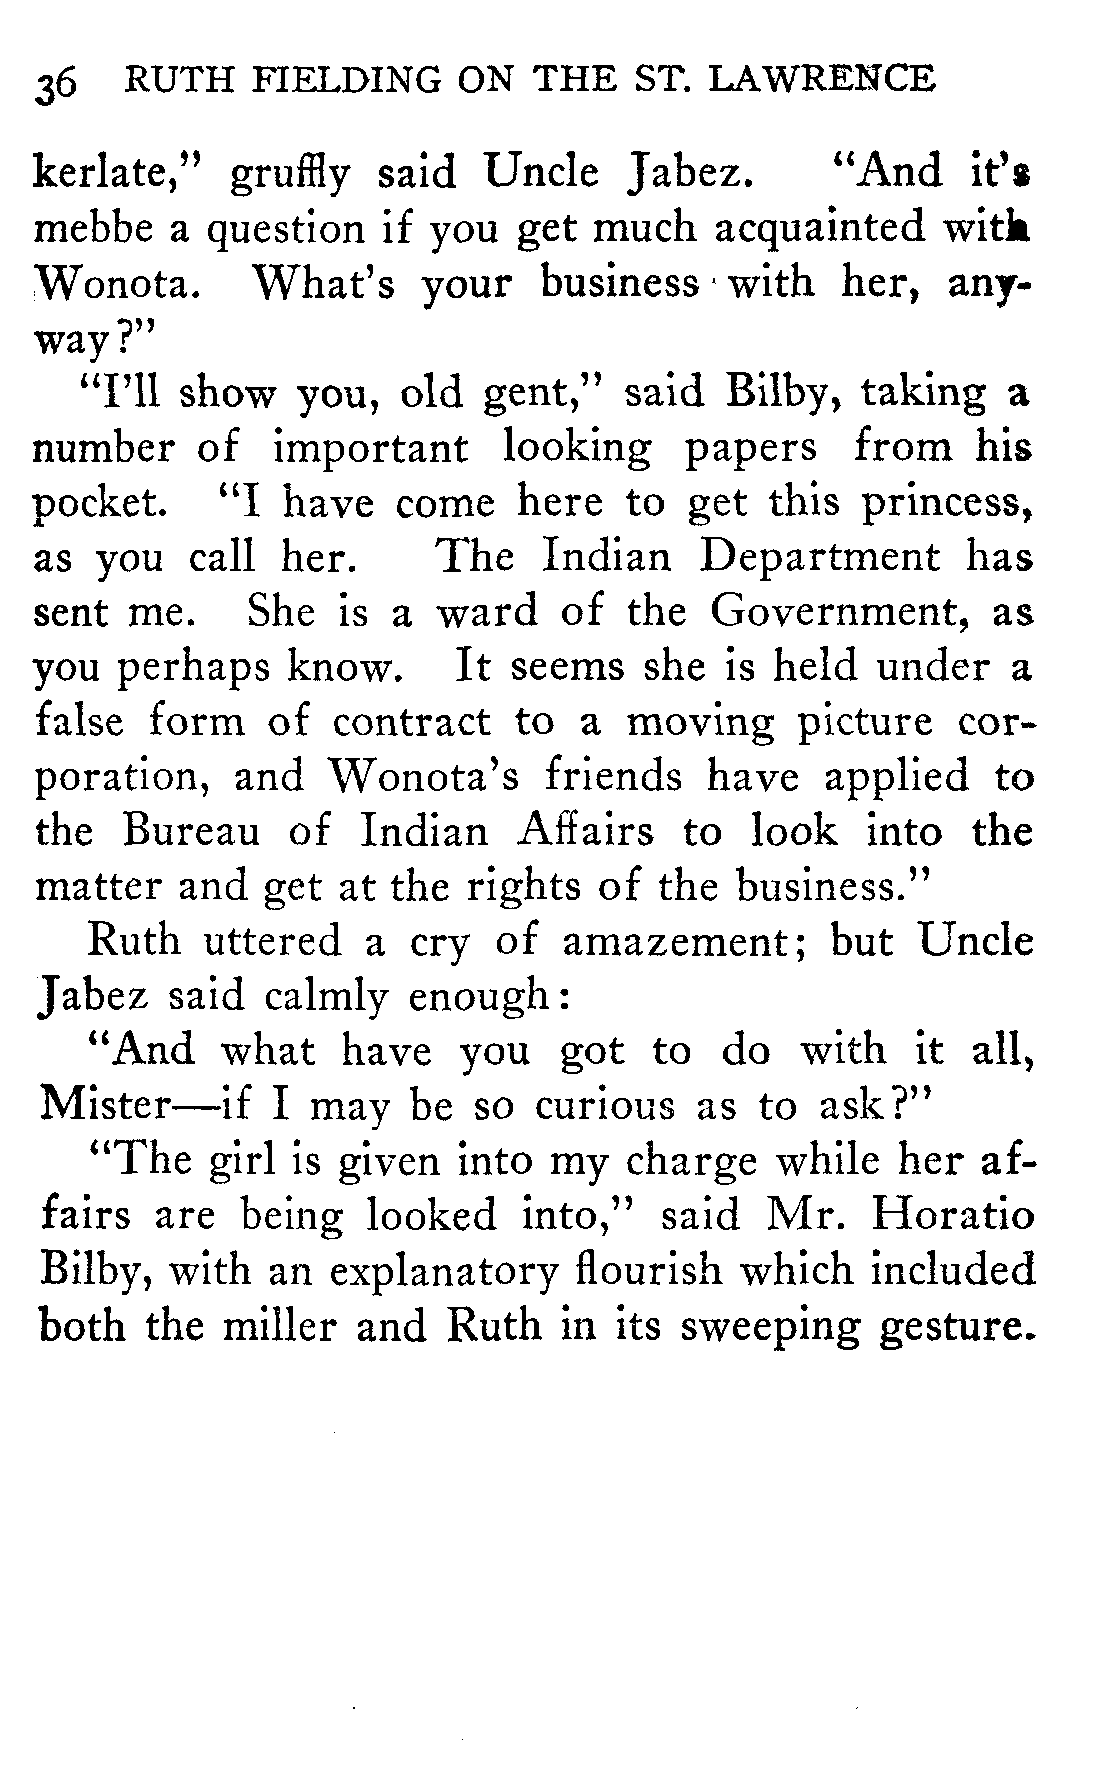 36 RUTH FIELDING ON THE ST. LAWRENCE
kerlate," gruffly said Uncle Jabez. "And it's
mebbe a question if you get much acquainted with
Wonota. What's your business with her, any-
way?"
"I'll show you, old gent," said Bilby, taking a
number of important looking papers from his
pocket. "I have come here to get this princess,
as you call her. The Indian Department has
sent me. She is a ward of the Government, as
you perhaps know. It seems she is held under a
false form of contract to a moving picture cor-
poration, and Wonota's friends have applied to
the Bureau of Indian Affairs to look into the
matter and get at the rights of the business."
Ruth uttered a cry of amazement; but Uncle
Jabez said calmly enough:
"And what have you got to do with it all,
Mister—if I may be so curious as to ask?"
"The girl is given into my charge while her af-
fairs are being looked into," said Mr. Horatio
Bilby, with an explanatory flourish which included
both the miller and Ruth in its sweeping gesture.